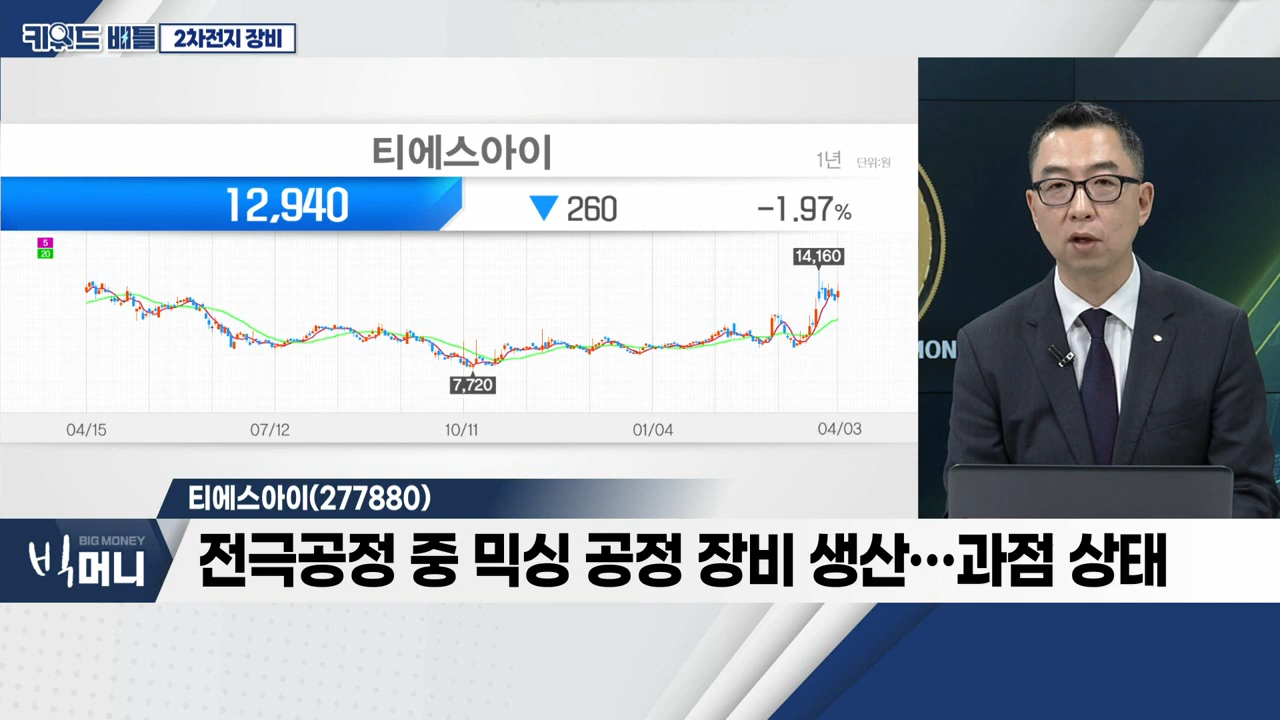 키워드 배틀 2차전지 장비
티에스아이
1년 단위:원
12,940 ▼ 260 -1.97%
5
20
14,160
7,720
04/15 07/12 10/11 01/04 04/03
MON
티에스아이(277880)
BIG MONEY
빅머니
전극공정 중 믹싱 공정 장비 생산…과점 상태